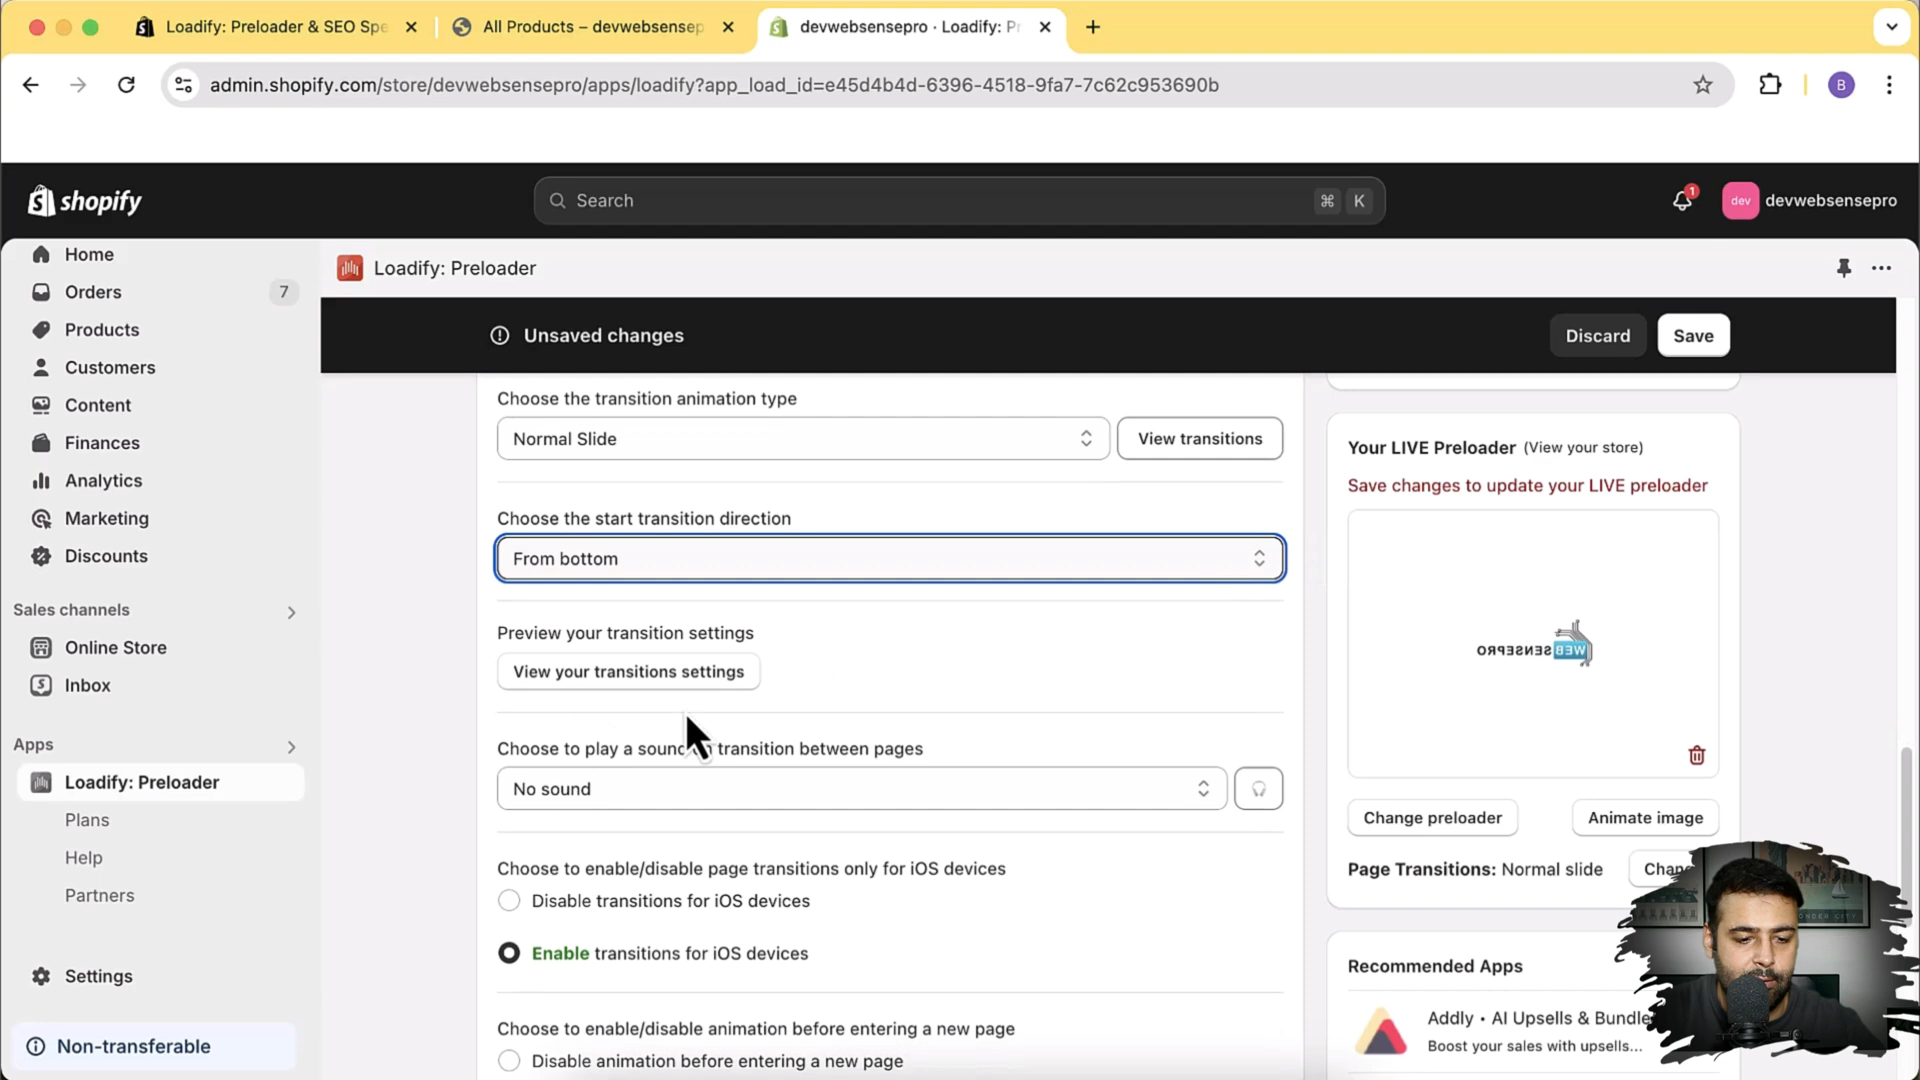 Loadify: Preloader & SEO Spe
All Products – devwebsensep
devwebsensepro · Loadify: Pr
admin.shopify.com/store/devwebsensepro/apps/loadify?app_load_id=e45d4b4d-6396-4518-9fa7-7c62c953690b
B
shopify
Search
⌘ K
1
dev
devwebsensepro
Home
Orders
7
Products
Customers
Content
Finances
Analytics
Marketing
Discounts
Sales channels
Online Store
Inbox
Apps
Loadify: Preloader
Plans
Help
Partners
Settings
Non-transferable
Loadify: Preloader
Unsaved changes
Discard
Save
Choose the transition animation type
Normal Slide
View transitions
Choose the start transition direction
From bottom
Preview your transition settings
View your transitions settings
Choose to play a sound transition between pages
No sound
Choose to enable/disable page transitions only for iOS devices
Disable transitions for iOS devices
Enable transitions for iOS devices
Choose to enable/disable animation before entering a new page
Disable animation before entering a new page
Your LIVE Preloader (View your store)
Save changes to update your LIVE preloader
WEB SENSEPRO
Change preloader
Animate image
Page Transitions: Normal slide
Chan
Recommended Apps
Addly • AI Upsells & Bundle
Boost your sales with upsells...